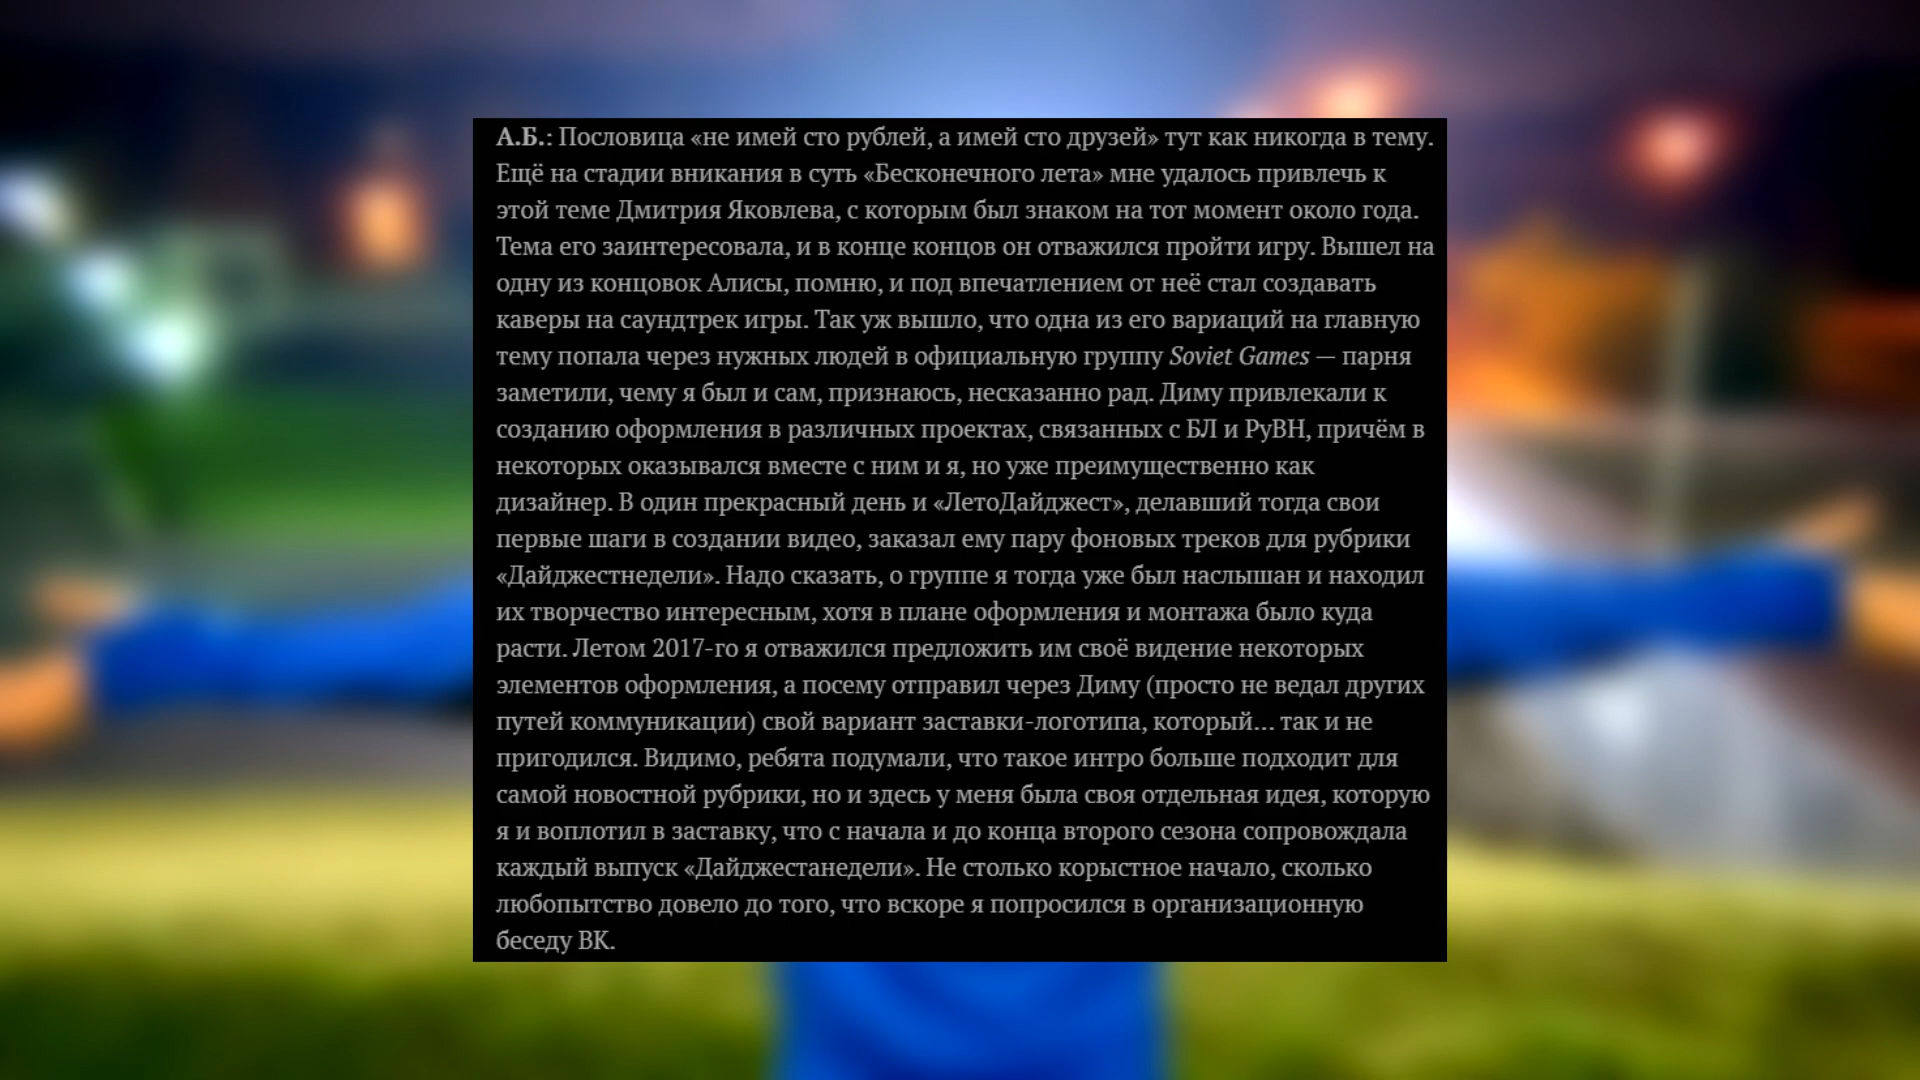 А.Б.: Пословица «не имей сто рублей, а имей сто друзей» тут как никогда в тему.
Ещё на стадии вникания в суть «Бесконечного лета» мне удалось привлечь к
этой теме Дмитрия Яковлева, с которым был знаком на тот момент около года.
Тема его заинтересовала, и в конце концов он отважился пройти игру. Вышел на
одну из концовок Алисы, помню, и под впечатлением от неё стал создавать
каверы на саундтрек игры. Так уж вышло, что одна из его вариаций на главную
тему попала через нужных людей в официальную группу Soviet Games — парня
заметили, чему я был и сам, признаюсь, несказанно рад. Диму привлекали к
созданию оформления в различных проектах, связанных с БЛ и РуВН, причём в
некоторых оказывался вместе с ним и я, но уже преимущественно как
дизайнер. В один прекрасный день и «ЛетоДайджест», делавший тогда свои
первые шаги в создании видео, заказал ему пару фоновых треков для рубрики
«Дайджестнедели». Надо сказать, о группе я тогда уже был наслышан и находил
их творчество интересным, хотя в плане оформления и монтажа было куда
расти. Летом 2017-го я отважился предложить им своё видение некоторых
элементов оформления, а посему отправил через Диму (просто не ведал других
путей коммуникации) свой вариант заставки-логотипа, который... так и не
пригодился. Видимо, ребята подумали, что такое интро больше подходит для
самой новостной рубрики, но и здесь у меня была своя отдельная идея, которую
я и воплотил в заставку, что с начала и до конца второго сезона сопровождала
каждый выпуск «Дайджестанедели». Не столько корыстное начало, сколько
любопытство довело до того, что вскоре я попросился в организационную
беседу ВК.